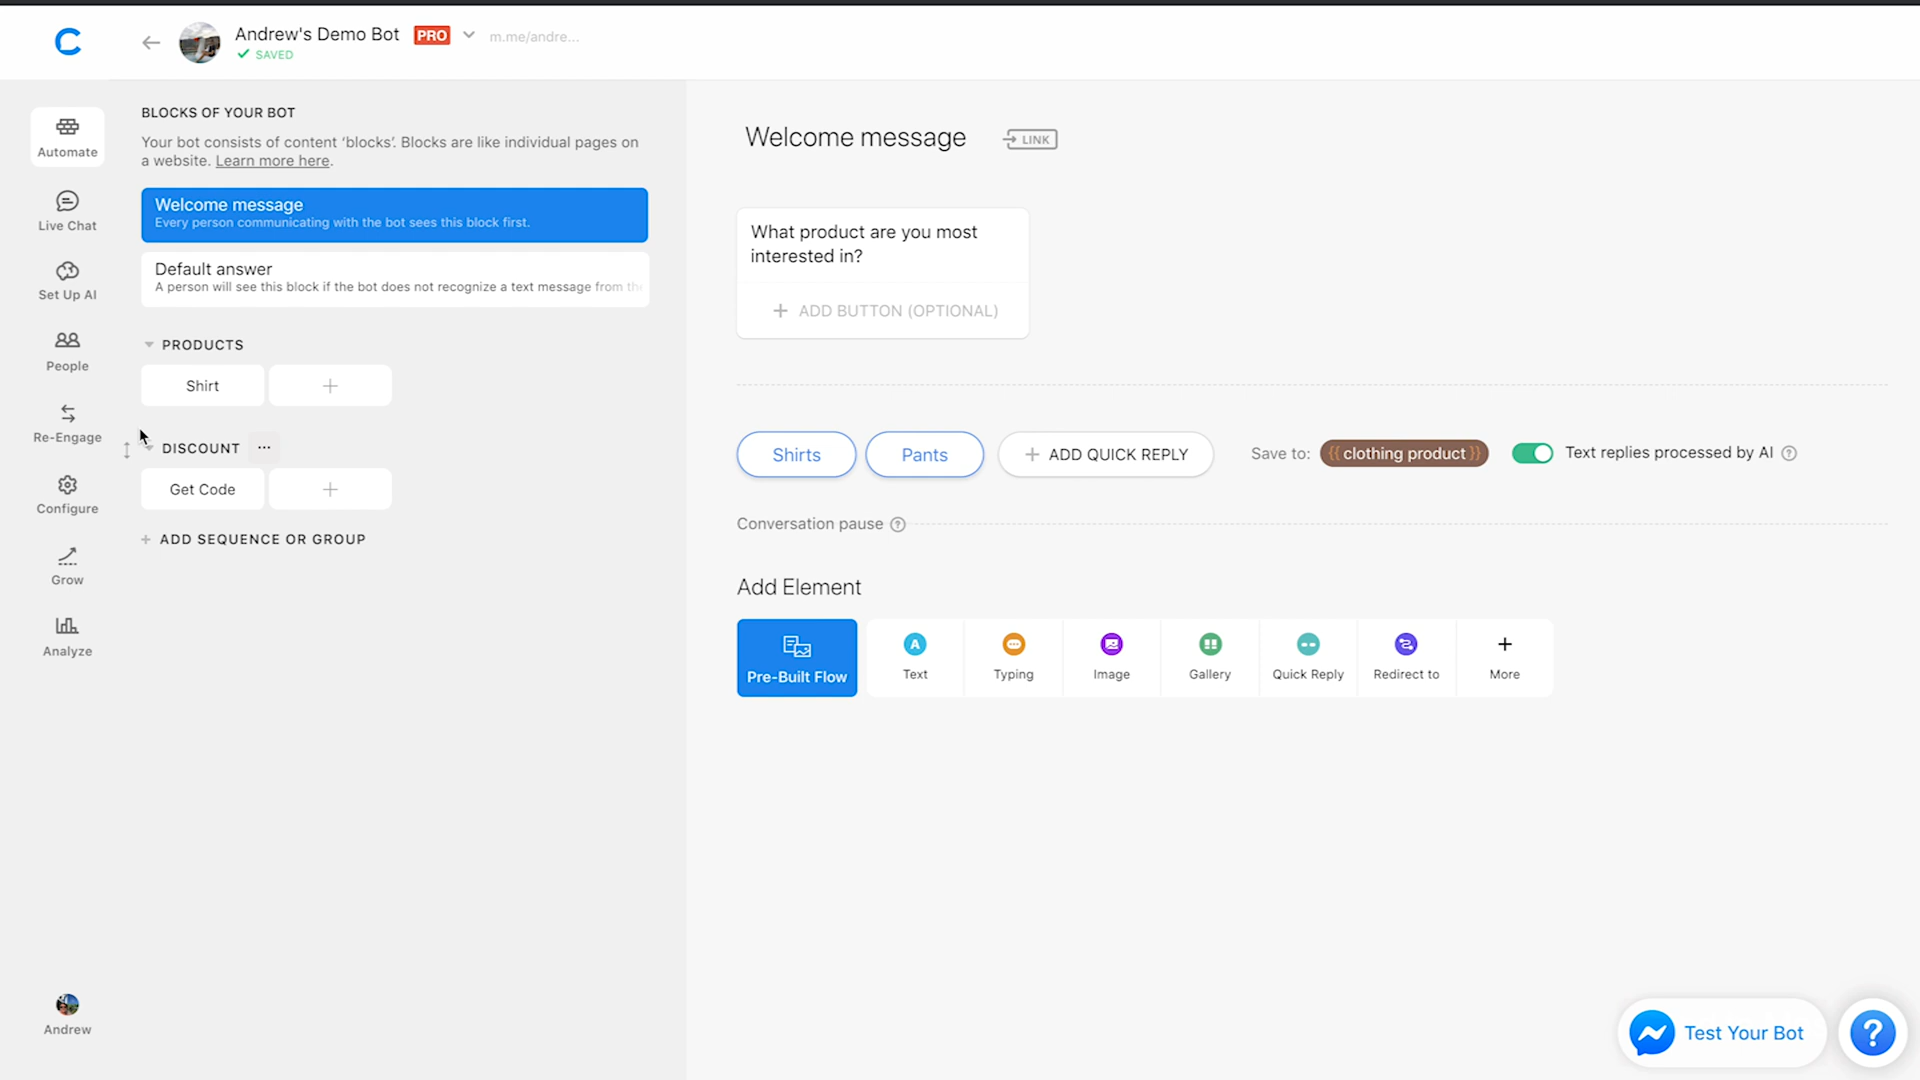 Andrew's Demo Bot PRO m.me/andre...
SAVED
Automate
Live Chat
Set Up AI
People
Re-Engage
Configure
Grow
Analyze
Andrew
BLOCKS OF YOUR BOT
Your bot consists of content ‘blocks’. Blocks are like individual pages on
a website. Learn more here.
Welcome message
Every person communicating with the bot sees this block first.
Default answer
A person will see this block if the bot does not recognize a text message from the
PRODUCTS
Shirt +
DISCOUNT ...
Get Code +
+ ADD SEQUENCE OR GROUP
Welcome message LINK
What product are you most
interested in?
+ ADD BUTTON (OPTIONAL)
Shirts Pants + ADD QUICK REPLY Save to: {{ clothing product }} Text replies processed by AI ?
Conversation pause ?
Add Element
Pre-Built Flow Text Typing Image Gallery Quick Reply Redirect to More
Test Your Bot ?